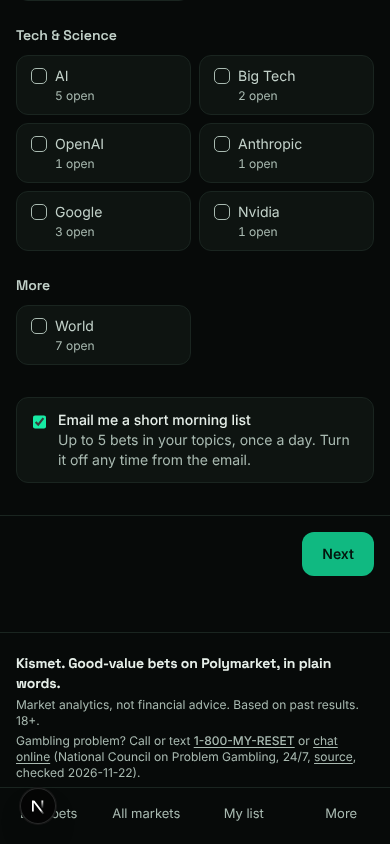 Tech & Science
AI
5 open
Big Tech
2 open
OpenAI
1 open
Anthropic
1 open
Google
3 open
Nvidia
1 open
More
World
7 open
Email me a short morning list
Up to 5 bets in your topics, once a day. Turn
it off any time from the email.
Next
Kismet. Good-value bets on Polymarket, in plain
words.
Market analytics, not financial advice. Based on past results.
18+.
Gambling problem? Call or text 1-800-MY-RESET or chat
online (National Council on Problem Gambling, 24/7, source,
checked 2026-11-22).
N
bets
All markets
My list
More